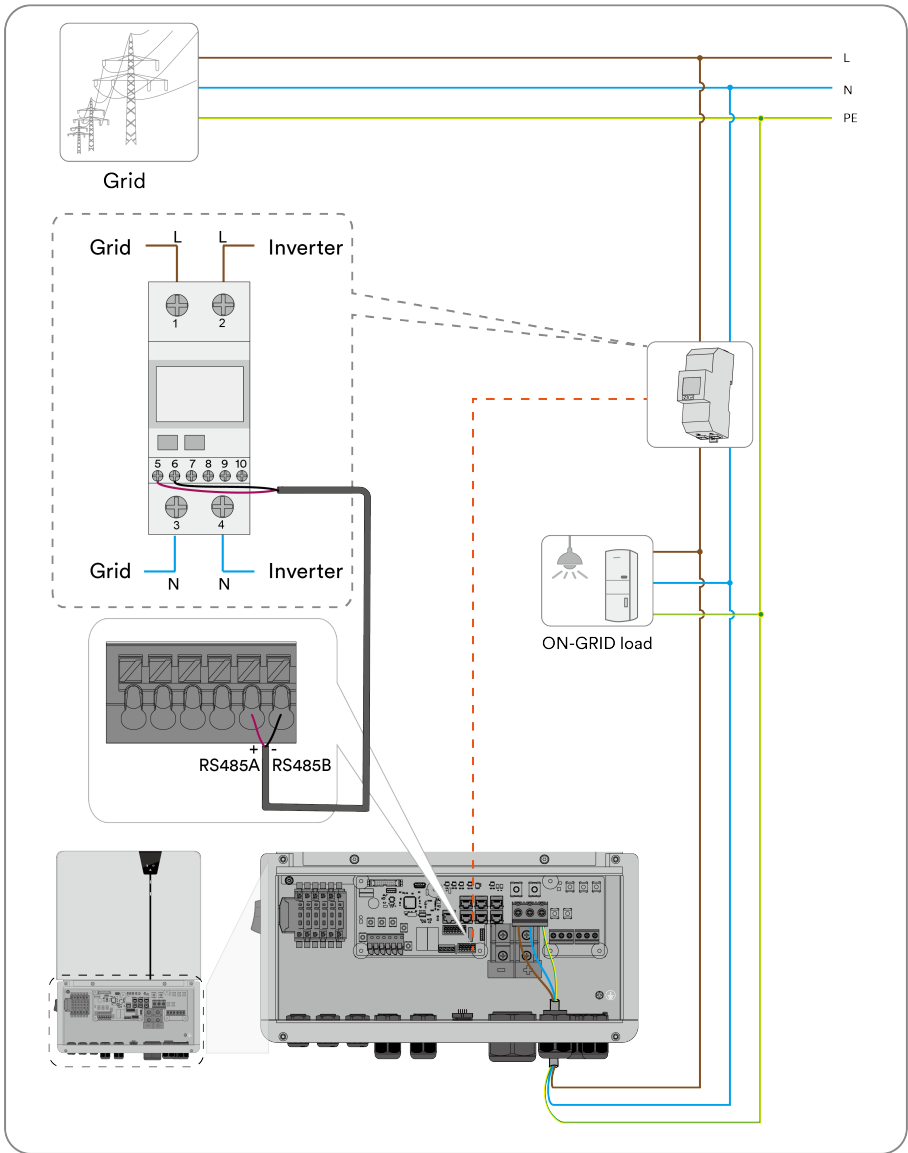 L
N
PE
Grid
Grid L L Inverter
1 2
5 6 7 8 9 10
3 4
Grid N N Inverter
ON-GRID load
+ -
RS485A RS485B
- +